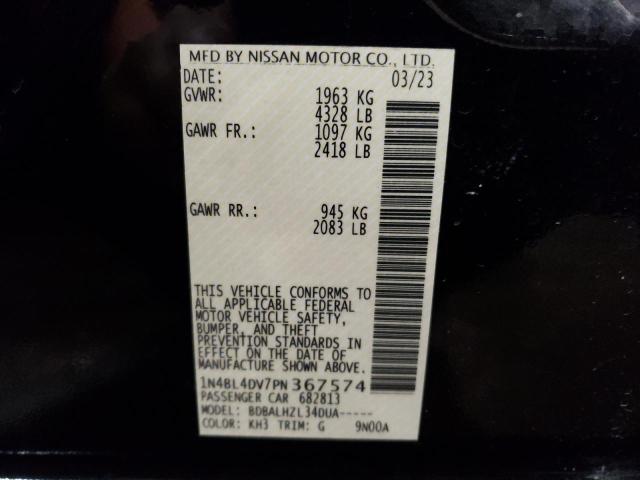 MFD BY NISSAN MOTOR CO., LTD.
DATE: 03/23
GVWR: 1963 KG
4328 LB
GAWR FR.: 1097 KG
2418 LB
GAWR RR.: 945 KG
2083 LB
THIS VEHICLE CONFORMS TO
ALL APPLICABLE FEDERAL
MOTOR VEHICLE SAFETY,
BUMPER, AND THEFT
PREVENTION STANDARDS IN
EFFECT ON THE DATE OF
MANUFACTURE SHOWN ABOVE.
1N4BL4DV7PN367574
PASSENGER CAR 682813
MODEL: BDBALHZL34DUA-----
COLOR: KH3 TRIM: G 9N00A